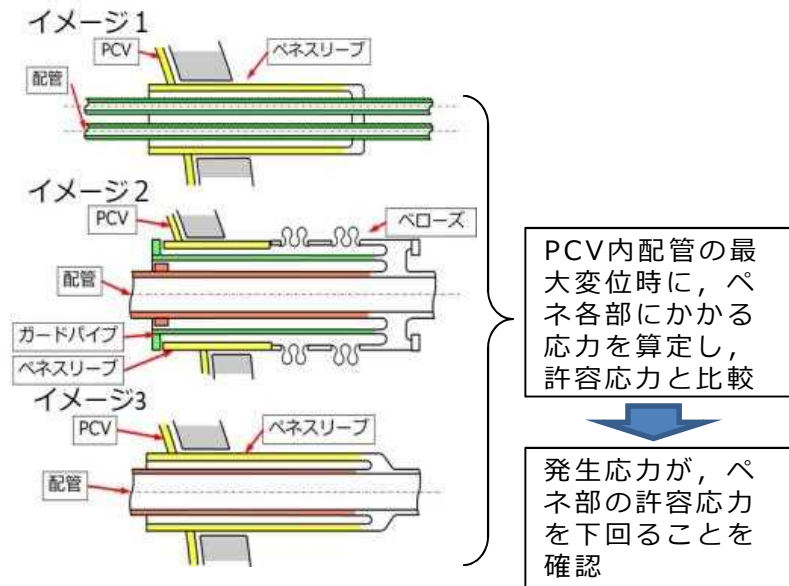 イメージ1
PCV
ペネスリーブ
配管
イメージ2
PCV
ベローズ
配管
ガードパイプ
ペネスリーブ
イメージ3
PCV
ペネスリーブ
配管
PCV内配管の最
大変位時に，ペ
ネ各部にかかる
応力を算定し，
許容応力と比較
発生応力が，ペ
ネ部の許容応力
を下回ることを
確認